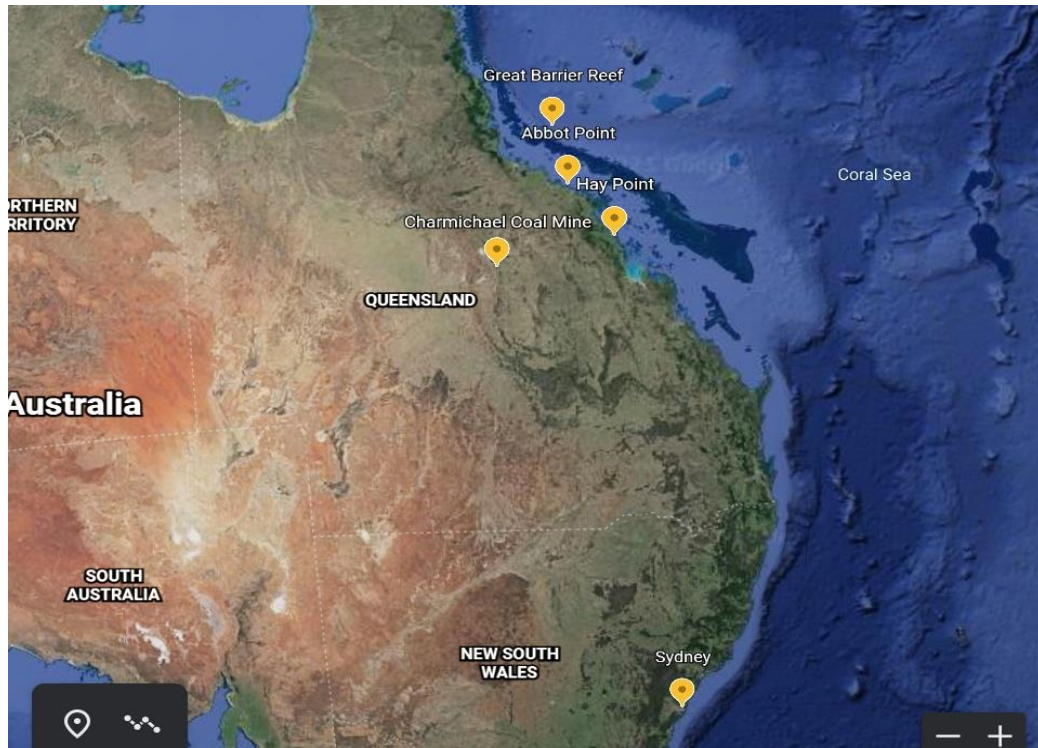 Great Barrier Reef
Abbot Point
Coral Sea
Hay Point
ORTHERN
RRITORY
Charmichael Coal Mine
QUEENSLAND
Australia
SOUTH
AUSTRALIA
NEW SOUTH
WALES
Sydney